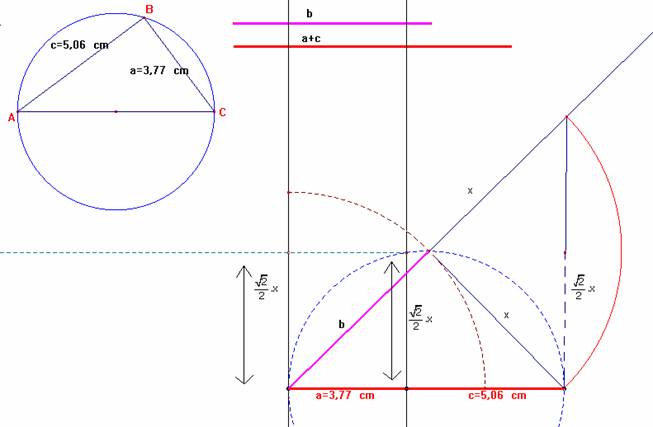 B
c=5,06 cm
a=3,77 cm
A
C
b
a+c
x
√2/2 .x
√2/2 .x
√2/2 .x
x
b
a=3,77 cm
c=5,06 cm